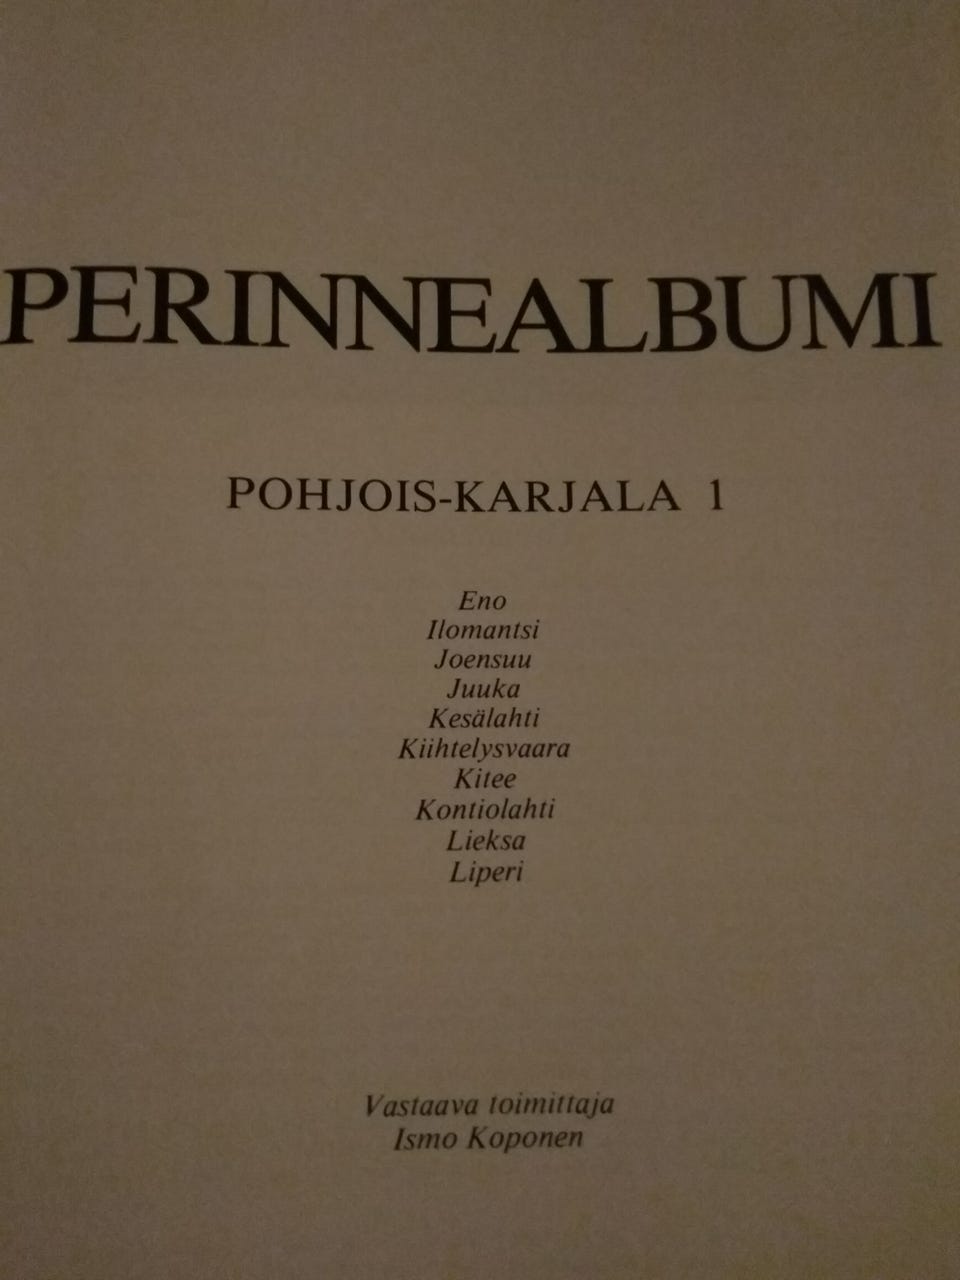 PERINNEALBUMI
POHJOIS-KARJALA 1
Eno
Ilomantsi
Joensuu
Juuka
Kesälahti
Kiihtelysvaara
Kitee
Kontiolahti
Lieksa
Liperi
Vastaava toimittaja
Ismo Koponen